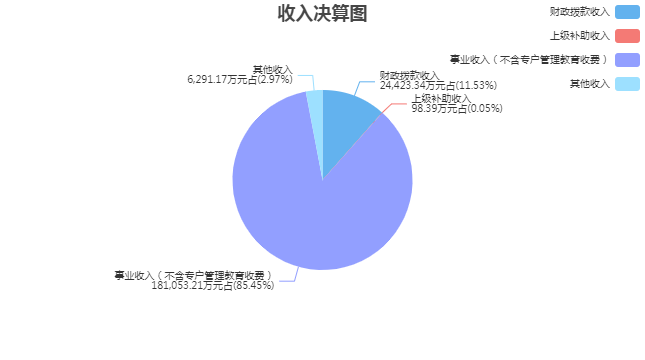 收入决算图
财政拨款收入
上级补助收入
事业收入（不含专户管理教育收费）
其他收入
其他收入
6,291.17万元占(2.97%)
财政拨款收入
24,423.34万元占(11.53%)
上级补助收入
98.39万元占(0.05%)
事业收入（不含专户管理教育收费）
181,053.21万元占(85.45%)